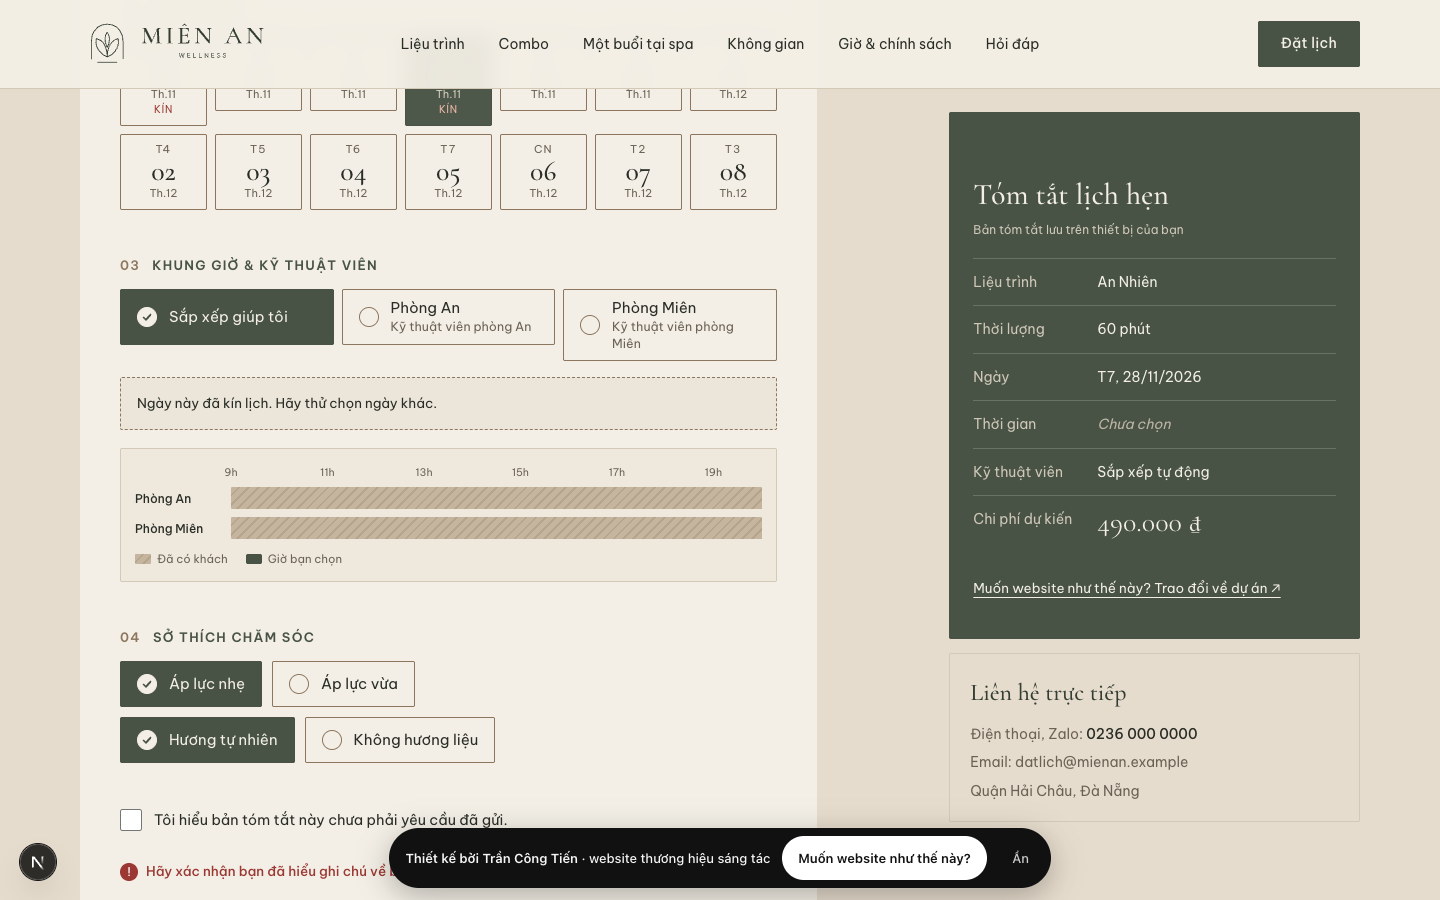 MIÊN AN
WELLNESS
Liệu trình
Combo
Một buổi tại spa
Không gian
Giờ & chính sách
Hỏi đáp
Đặt lịch
Th.11
KÍN
Th.11
Th.11
Th.11
KÍN
Th.11
Th.11
Th.12
T4
02
Th.12
T5
03
Th.12
T6
04
Th.12
T7
05
Th.12
CN
06
Th.12
T2
07
Th.12
T3
08
Th.12
03 KHUNG GIỜ & KỸ THUẬT VIÊN
Sắp xếp giúp tôi
Phòng An
Kỹ thuật viên phòng An
Phòng Miên
Kỹ thuật viên phòng
Miên
Ngày này đã kín lịch. Hãy thử chọn ngày khác.
9h 11h 13h 15h 17h 19h
Phòng An
Phòng Miên
Đã có khách
Giờ bạn chọn
04 SỞ THÍCH CHĂM SÓC
Áp lực nhẹ
Áp lực vừa
Hương tự nhiên
Không hương liệu
Tôi hiểu bản tóm tắt này chưa phải yêu cầu đã gửi.
Hãy xác nhận bạn đã hiểu ghi chú về
Tóm tắt lịch hẹn
Bản tóm tắt lưu trên thiết bị của bạn
Liệu trình An Nhiên
Thời lượng 60 phút
Ngày T7, 28/11/2026
Thời gian Chưa chọn
Kỹ thuật viên Sắp xếp tự động
Chi phí dự kiến 490.000 ₫
Muốn website như thế này? Trao đổi về dự án ↗
Liên hệ trực tiếp
Điện thoại, Zalo: 0236 000 0000
Email: datlich@mienan.example
Quận Hải Châu, Đà Nẵng
Thiết kế bởi Trần Công Tiến · website thương hiệu sáng tác
Muốn website như thế này?
Ẩn
N